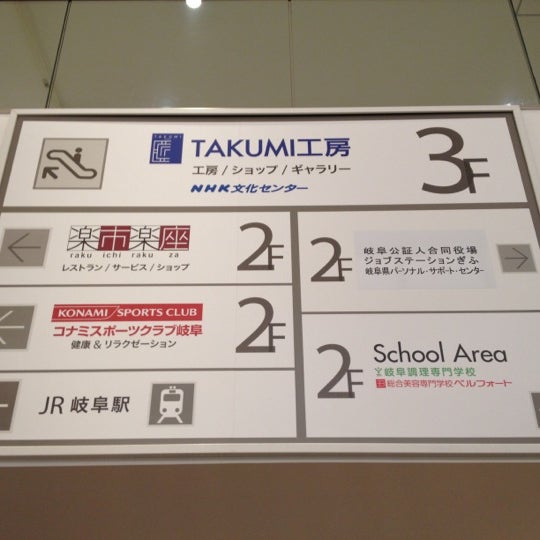 TAKUMI
匠
TAKUMI工房
工房 / ショップ / ギャラリー
NHK文化センター
3F
楽市楽座
raku ichi raku za
レストラン / サービス / ショップ
2F
KONAMI SPORTS CLUB
コナミスポーツクラブ岐阜
健康 & リラクゼーション
2F
JR 岐阜駅
2F
岐阜公証人合同役場
ジョブステーションぎふ
岐阜県パーソナル・サポート・センター
2F
School Area
岐阜調理専門学校
総合美容専門学校 ベルフォート